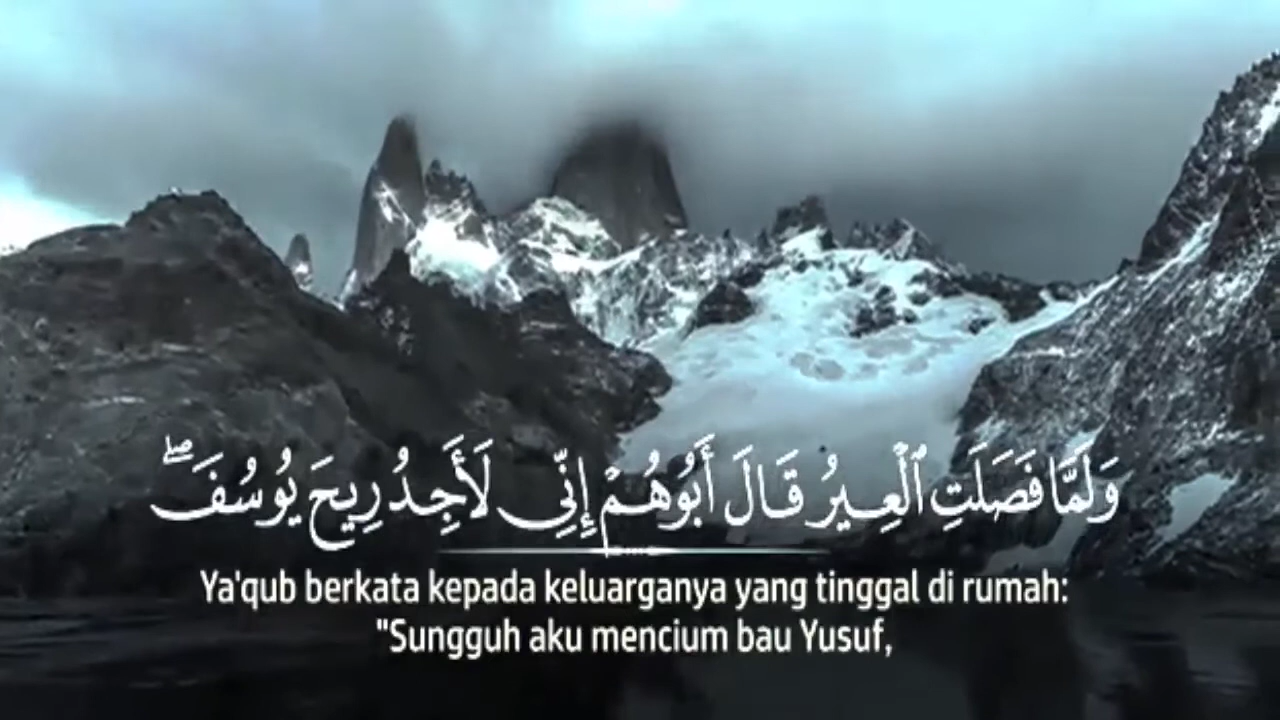 وَلَمَّا فَصَلَتِ ٱلْعِيرُ قَالَ أَبُوهُمْ إِنِّى لَأَجِدُ رِيحَ يُوسُفَ ۖ
Ya'qub berkata kepada keluarganya yang tinggal di rumah:
"Sungguh aku mencium bau Yusuf,